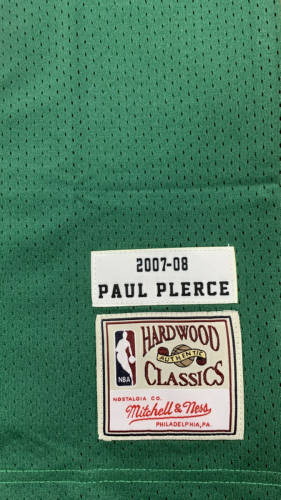 2007-08
PAUL PLERCE
HARDWOOD
AUTHENTIC
CLASSICS
NBA
NOSTALGIA CO.
Mitchell & Ness
PHILADELPHIA, PA.